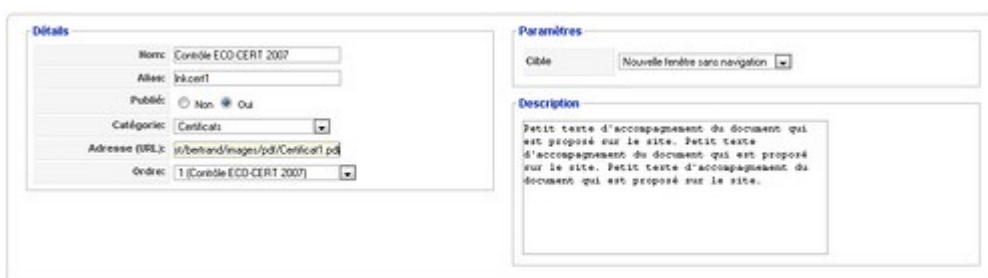 Détails
Nom: Contrôle ECO-CERT 2007
Alias: lnkcert1
Publié: Non Oui
Catégorie: Certificats
Adresse (URL): st/bertrand/images/pdf/Certificat1.pdf
Ordre: 1 (Contrôle ECO-CERT 2007)
Paramètres
Cible Nouvelle fenêtre sans navigation
Description
Petit texte d'accompagnement du document qui
est proposé sur le site. Petit texte
d'accompagnement du document qui est proposé
sur le site. Petit texte d'accompagnement du
document qui est proposé sur le site.